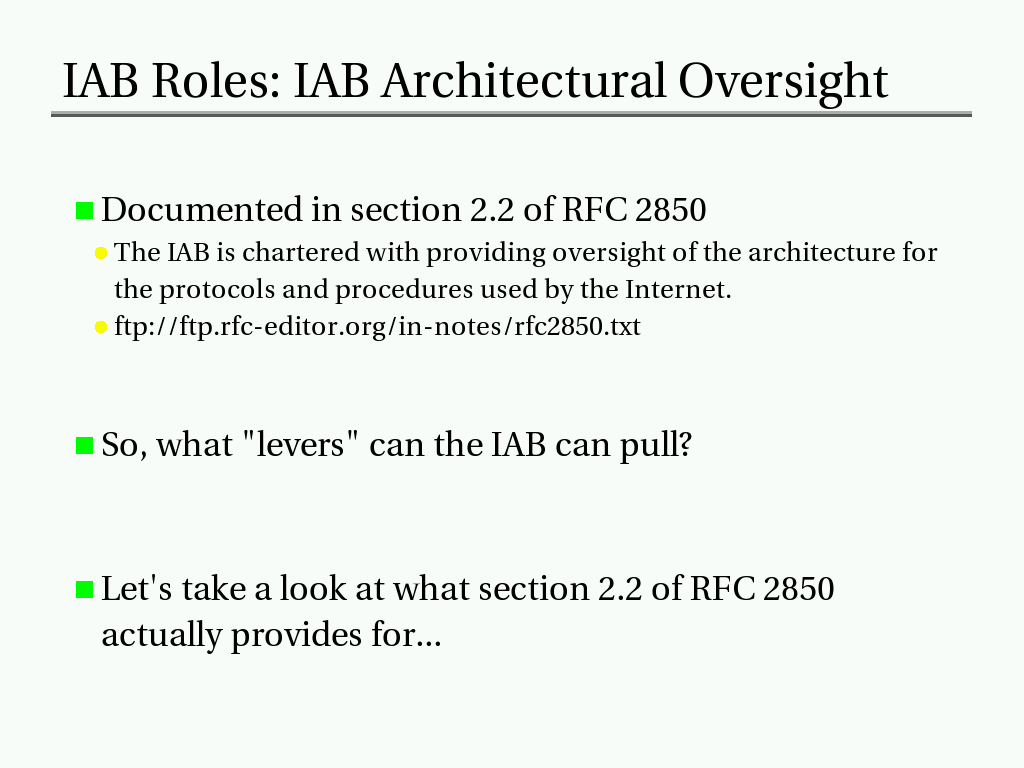 IAB Roles: IAB Architectural Oversight
Documented in section 2.2 of RFC 2850
The IAB is chartered with providing oversight of the architecture for
the protocols and procedures used by the Internet.
ftp://ftp.rfc-editor.org/in-notes/rfc2850.txt
So, what "levers" can the IAB can pull?
Let's take a look at what section 2.2 of RFC 2850
actually provides for...